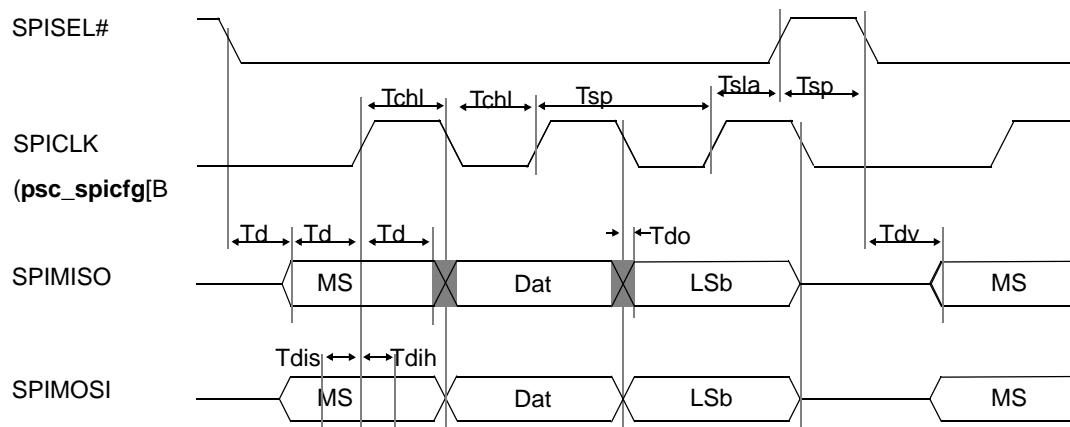 SPISEL#
Tchl Tchl Tsp Tsla Tsp
SPICLK
(psc_spicfg[B
Td Td Td Tdo Tdv
SPIMISO MS Dat LSb MS
Tdis Tdih
SPIMOSI MS Dat LSb MS